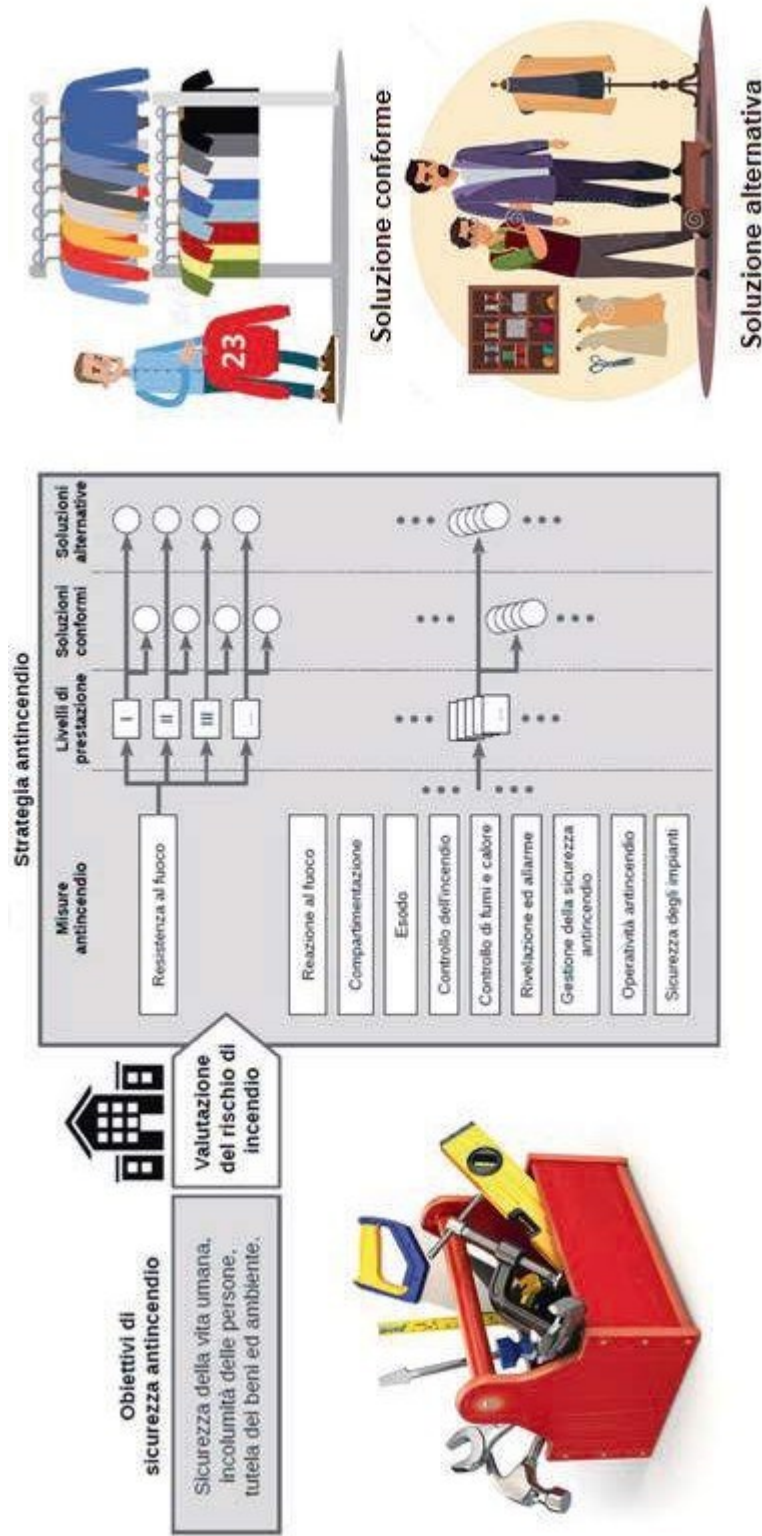 Obiettivi di
sicurezza antincendio
Sicurezza della vita umana,
incolumità delle persone,
tutela dei beni ed ambiente.
Valutazione
del rischio di
incendio
Strategia antincendio
Misure
antincendio
Livelli di
prestazione
Soluzioni
conformi
Soluzioni
alternative
Resistenza al fuoco
I
II
III
...
Reazione al fuoco
Compartimentazione
Esodo
Controllo dell'incendio
Controllo di fumi e calore
Rivelazione ed allarme
Gestione della sicurezza
antincendio
Operatività antincendio
Sicurezza degli impianti
...
23
Soluzione conforme
Soluzione alternativa